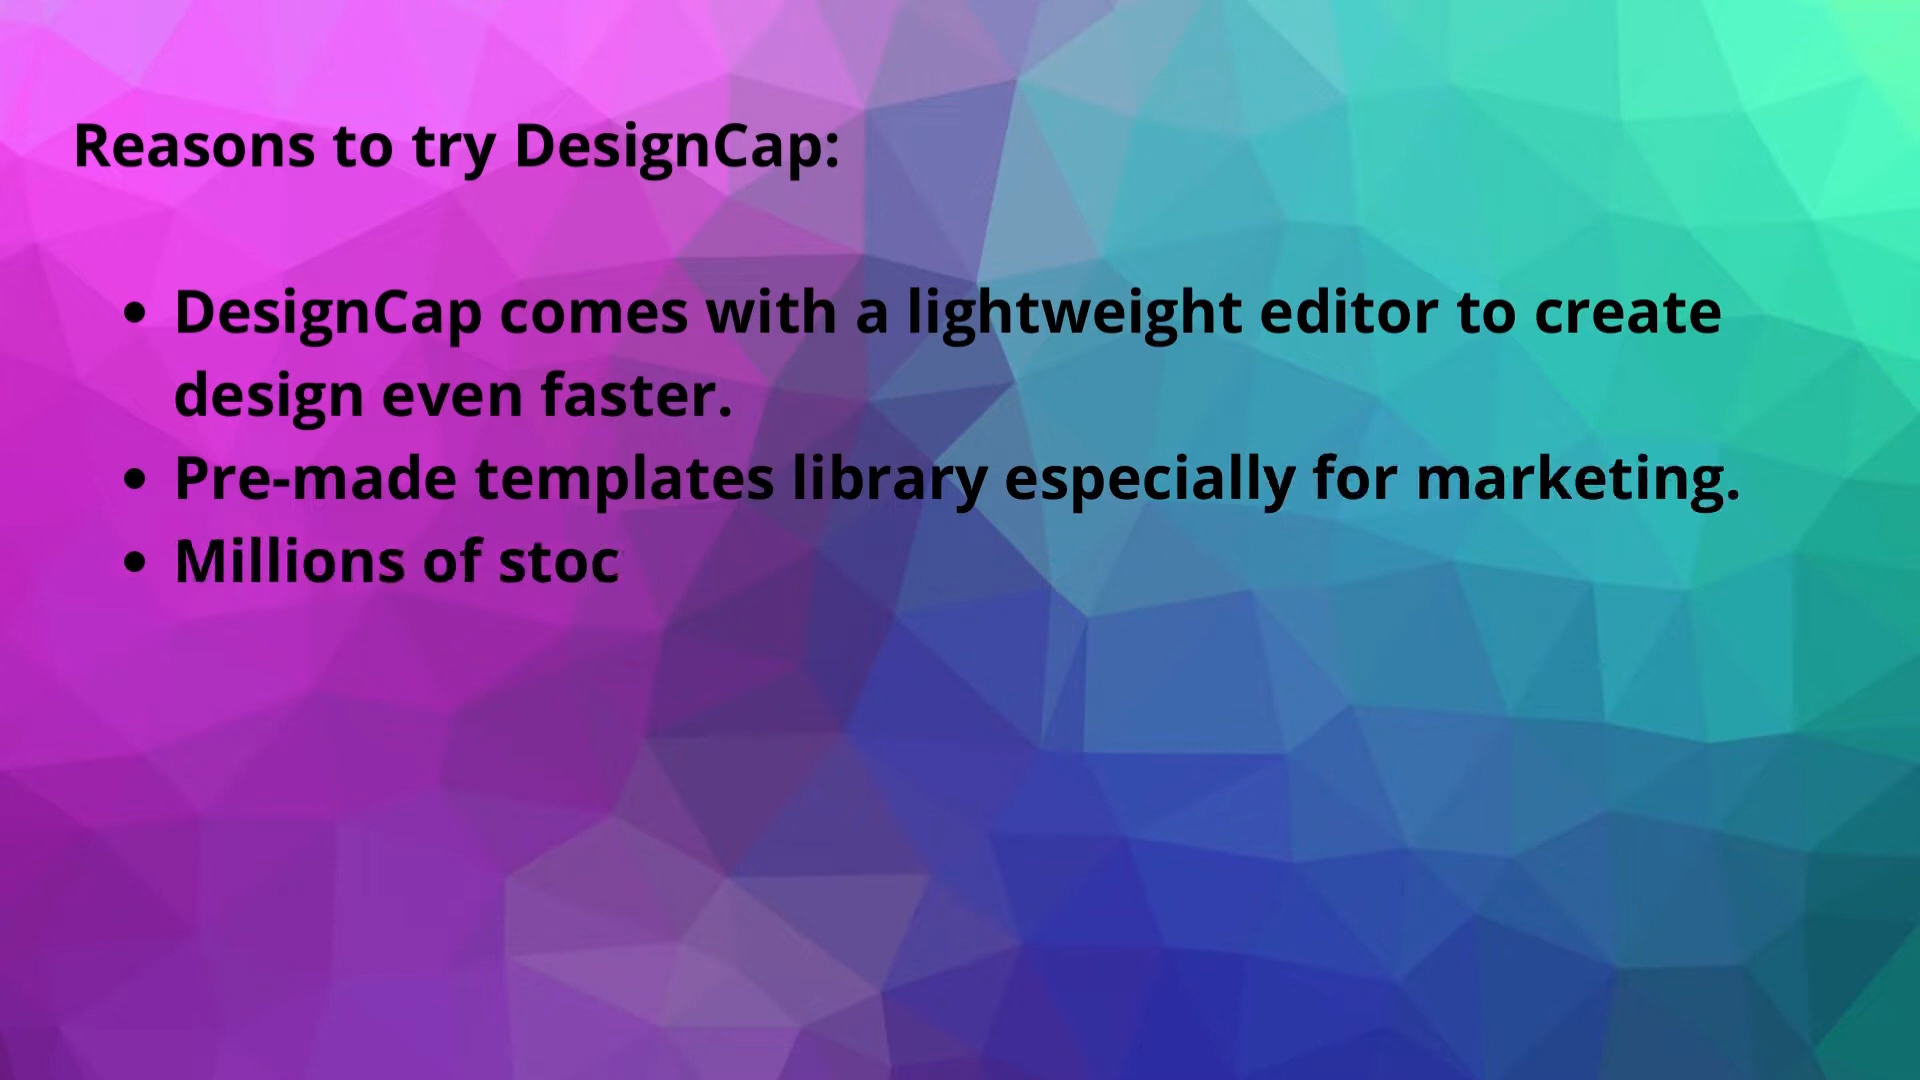 Reasons to try DesignCap:
• DesignCap comes with a lightweight editor to create
design even faster.
• Pre-made templates library especially for marketing.
• Millions of stoc